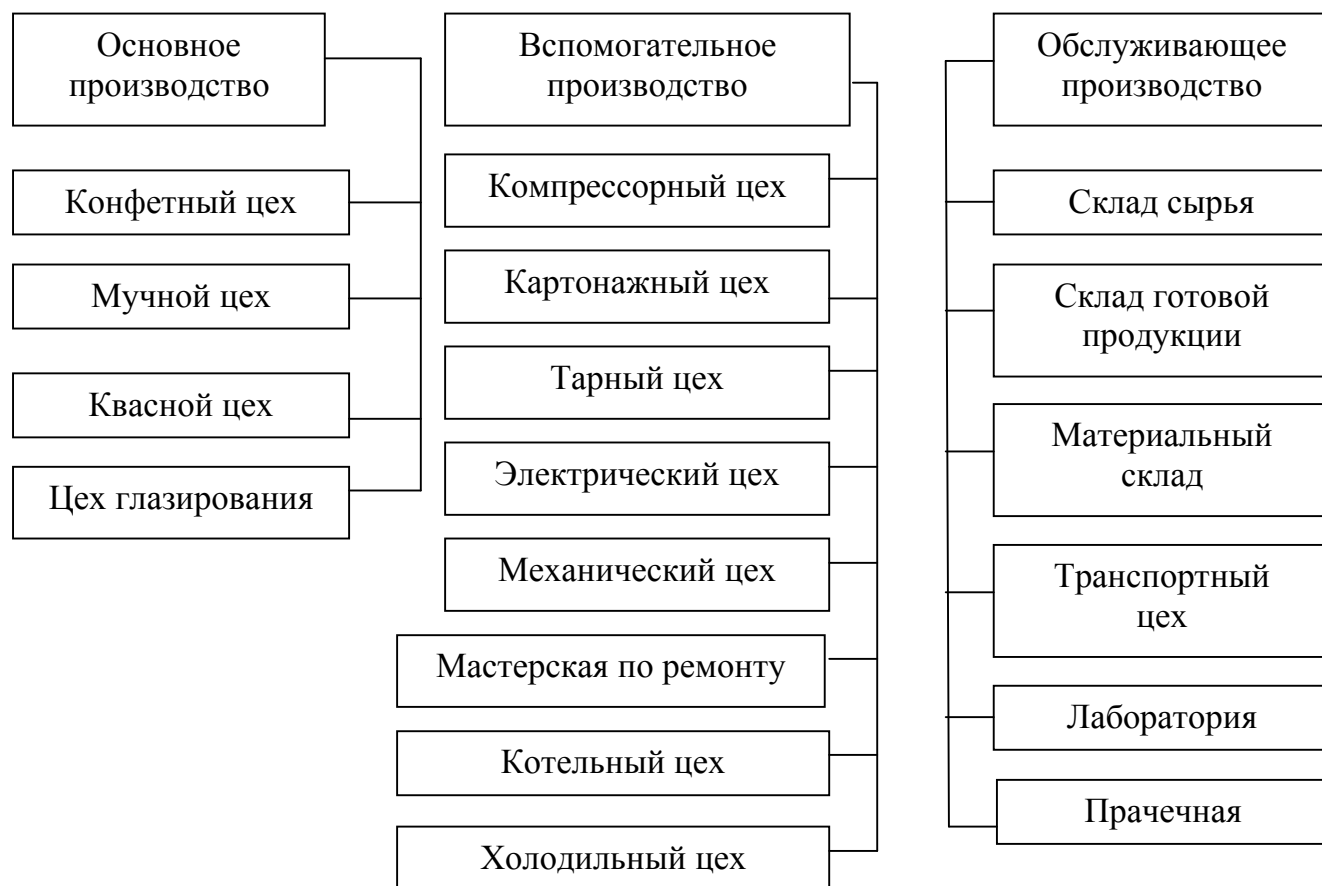 Основное
производство
Конфетный цех
Мучной цех
Квасной цех
Цех глазирования
Вспомогательное
производство
Компрессорный цех
Картонажный цех
Тарный цех
Электрический цех
Механический цех
Мастерская по ремонту
Котельный цех
Холодильный цех
Обслуживающее
производство
Склад сырья
Склад готовой
продукции
Материальный
склад
Транспортный
цех
Лаборатория
Прачечная